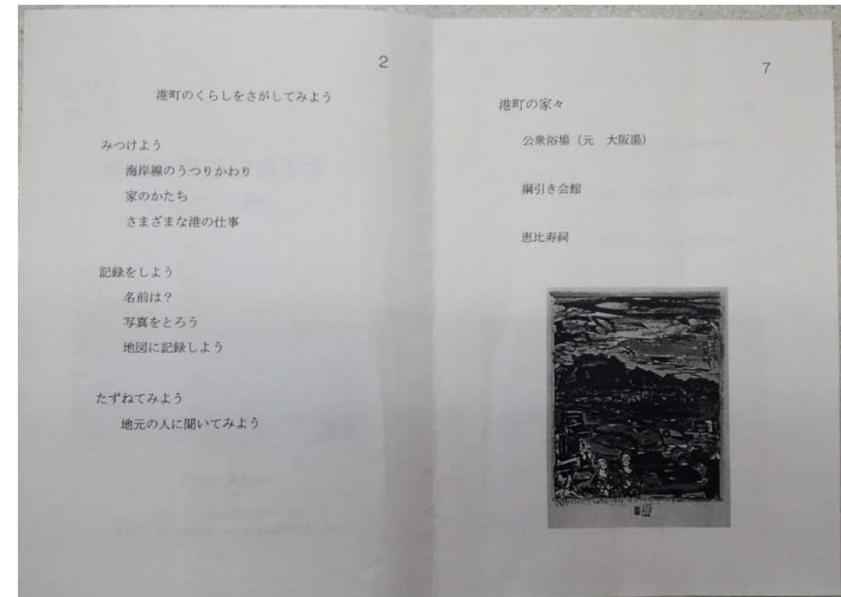 2
港町のくらしをさがしてみよう
みつけよう
海岸線のうつりかわり
家のかたち
さまざまな港の仕事
記録をしよう
名前は？
写真をとろう
地図に記録しよう
たずねてみよう
地元の人に聞いてみよう
7
港町の家々
公衆浴場（元　大阪湯）
綱引き会館
恵比寿祠